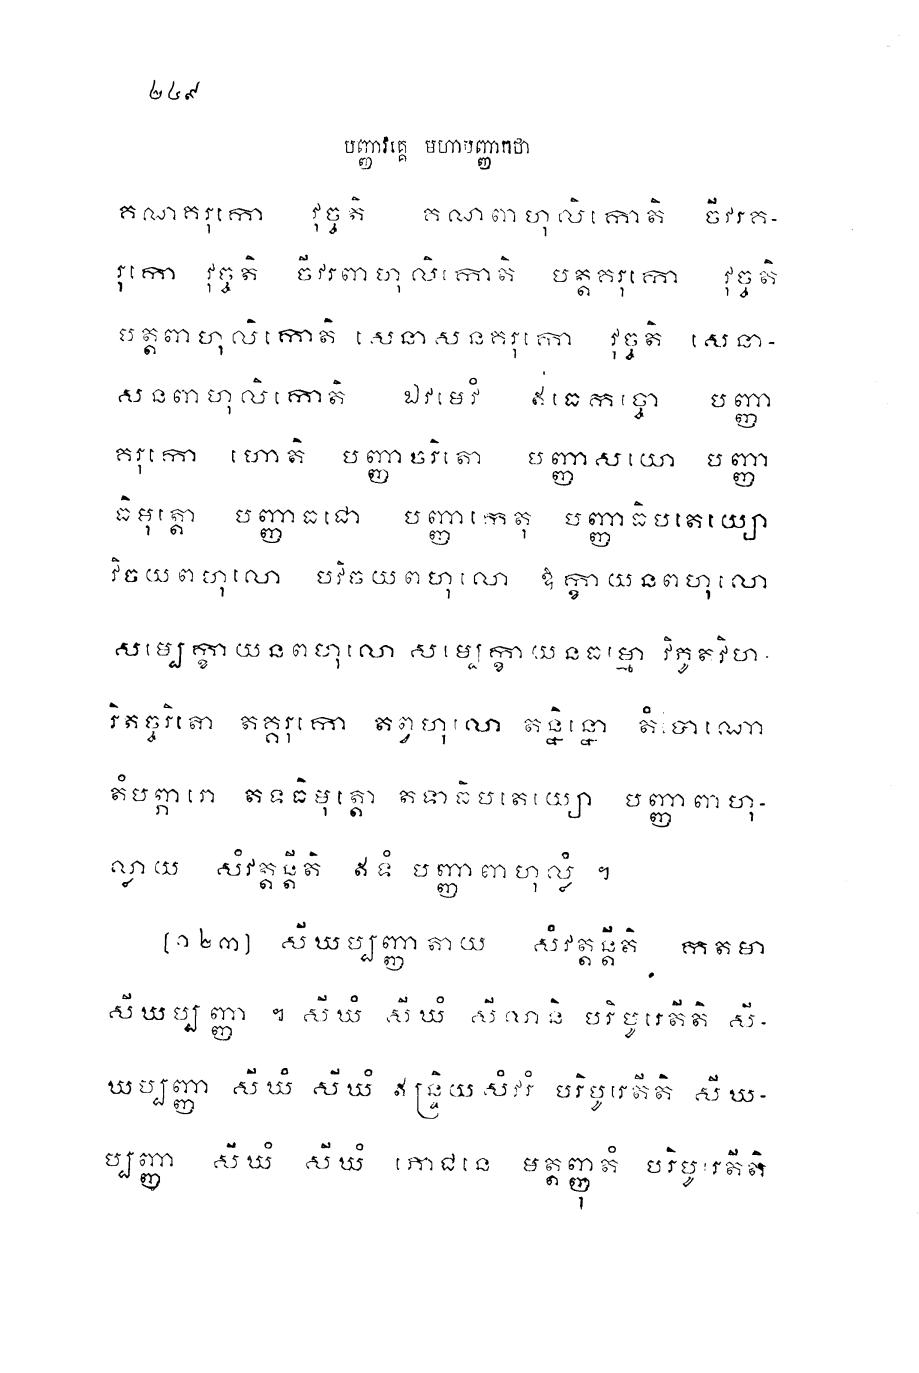 ២៤៩
បញ្ញាវគ្គេ មហាបញ្ញាកថា
គណគរុកោ វុច្ចតិ គណពាហុលិកោតិ ចីវរគ-
រុកោ វុច្ចតិ ចីវរពាហុលិកោតិ បត្តគរុកោ វុច្ចតិ
បត្តពាហុលិកោតិ សេនាសនគរុកោ វុច្ចតិ សេនា-
សនពាហុលិកោតិ ឯវមេវំ ឥធេកច្ចោ បញ្ញា
គរុកោ ហោតិ បញ្ញាចរិតោ បញ្ញាសយោ បញ្ញា
ធិមុត្តោ បញ្ញាធជោ បញ្ញាកេតុ បញ្ញាធិបតេយ្យោ
វិចយពហុលោ បវិចយពហុលោ ឱក្ខាយនពហុលោ
សម្បេក្ខាយនពហុលោ សម្បេក្ខាយនធម្មោ វិភូតវិហា-
រិតច្ចរិតោ តគ្គរុកោ តព្វហុលោ តន្និន្នោ តំបោណោ
តំបព្ភារោ តទធិមុត្តោ តទាធិបតេយ្យោ បញ្ញាពាហុ-
ល្លាយ សំវត្តន្តីតិ ឥទំ បញ្ញាពាហុល្លំ ។
[១២៣] សីឃប្បញ្ញាតាយ សំវត្តន្តីតិ កតមា
សីឃប្បញ្ញា ។ សីឃំ សីឃំ សីលានិ បរិបូរេតីតិ សី-
ឃប្បញ្ញា សីឃំ សីឃំ ឥន្ទ្រិយសំវរំ បរិបូរេតីតិ សីឃ-
ប្បញ្ញា សីឃំ សីឃំ ភោជនេ មត្តញ្ញុតំ បរិបូរេតីតិ